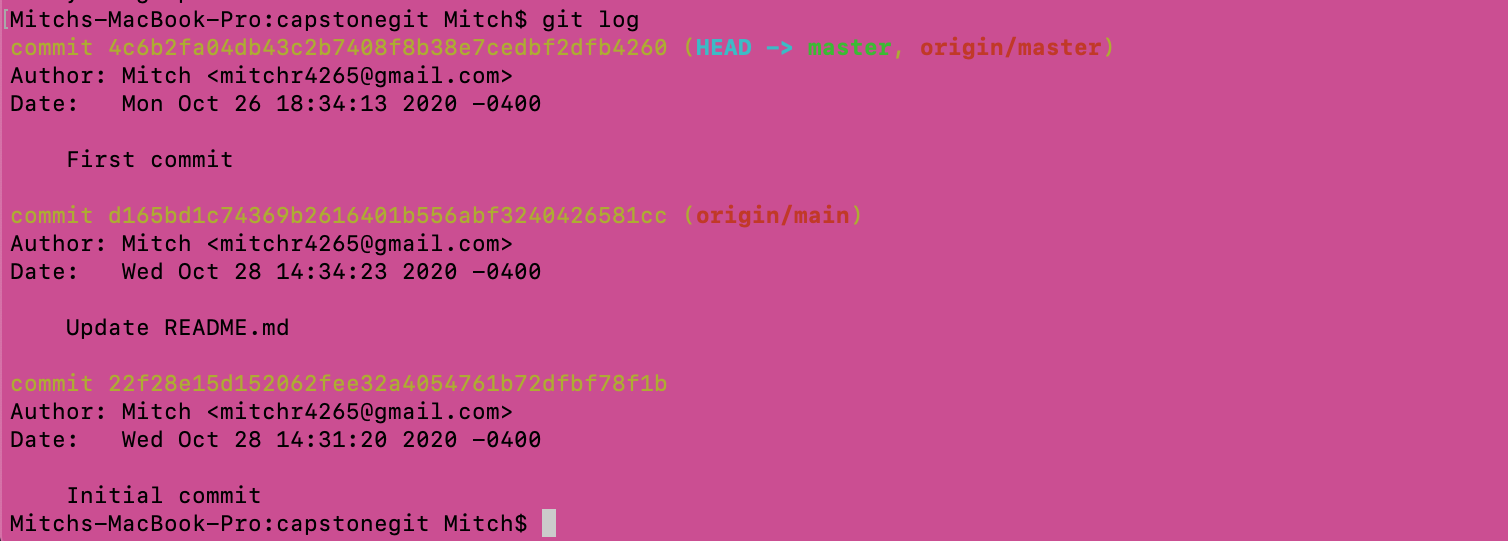 Mitchs-MacBook-Pro:capstonegit Mitch$ git log
commit 4c6b2fa04db43c2b7408f8b38e7cedbf2dfb4260 (HEAD -> master, origin/master)
Author: Mitch <mitchr4265@gmail.com>
Date:   Mon Oct 26 18:34:13 2020 -0400
    First commit
commit d165bd1c74369b2616401b556abf3240426581cc (origin/main)
Author: Mitch <mitchr4265@gmail.com>
Date:   Wed Oct 28 14:34:23 2020 -0400
    Update README.md
commit 22f28e15d152062fee32a4054761b72dfbf78f1b
Author: Mitch <mitchr4265@gmail.com>
Date:   Wed Oct 28 14:31:20 2020 -0400
    Initial commit
Mitchs-MacBook-Pro:capstonegit Mitch$